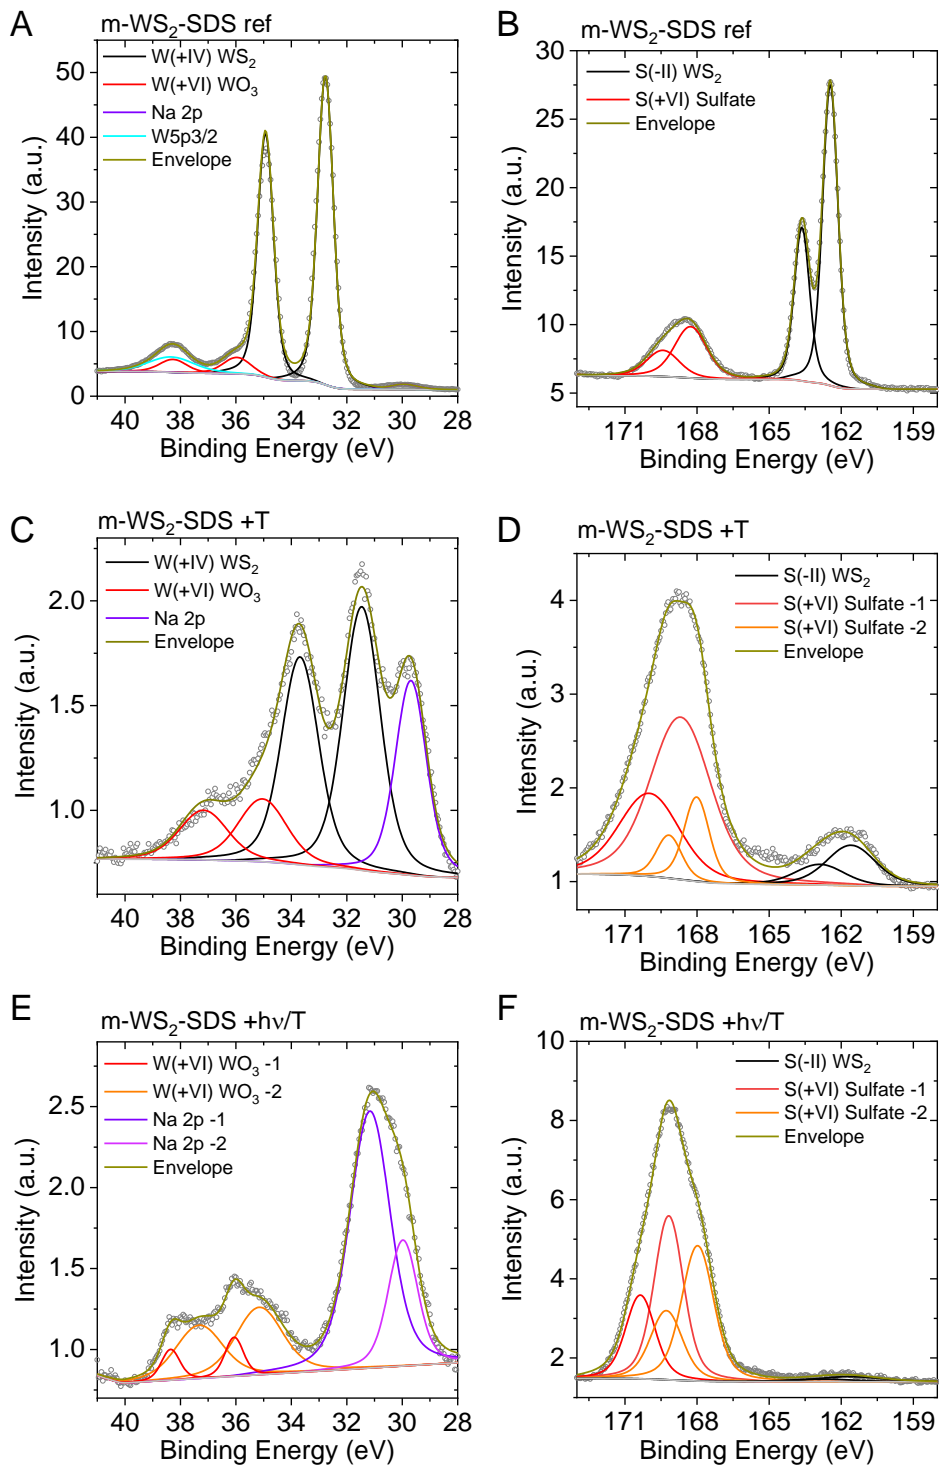 A
m-WS₂-SDS ref
W(+IV) WS₂
W(+VI) WO₃
Na 2p
W5p3/2
Envelope
50
40
30
20
10
0
Intensity (a.u.)
40 37 34 31 28
Binding Energy (eV)
B
m-WS₂-SDS ref
S(-II) WS₂
S(+VI) Sulfate
Envelope
30
25
20
15
10
5
Intensity (a.u.)
171 168 165 162 159
Binding Energy (eV)
C
m-WS₂-SDS +T
W(+IV) WS₂
W(+VI) WO₃
Na 2p
Envelope
2.0
1.5
1.0
Intensity (a.u.)
40 38 36 34 31 30 28
Binding Energy (eV)
D
m-WS₂-SDS +T
S(-II) WS₂
S(+VI) Sulfate -1
S(+VI) Sulfate -2
Envelope
4
3
2
1
Intensity (a.u.)
171 168 165 162 159
Binding Energy (eV)
E
m-WS₂-SDS +hν/T
W(+VI) WO₃ -1
W(+VI) WO₃ -2
Na 2p -1
Na 2p -2
Envelope
2.5
2.0
1.5
1.0
Intensity (a.u.)
40 38 36 34 31 30 28
Binding Energy (eV)
F
m-WS₂-SDS +hν/T
S(-II) WS₂
S(+VI) Sulfate -1
S(+VI) Sulfate -2
Envelope
10
8
6
4
2
Intensity (a.u.)
171 168 165 162 159
Binding Energy (eV)